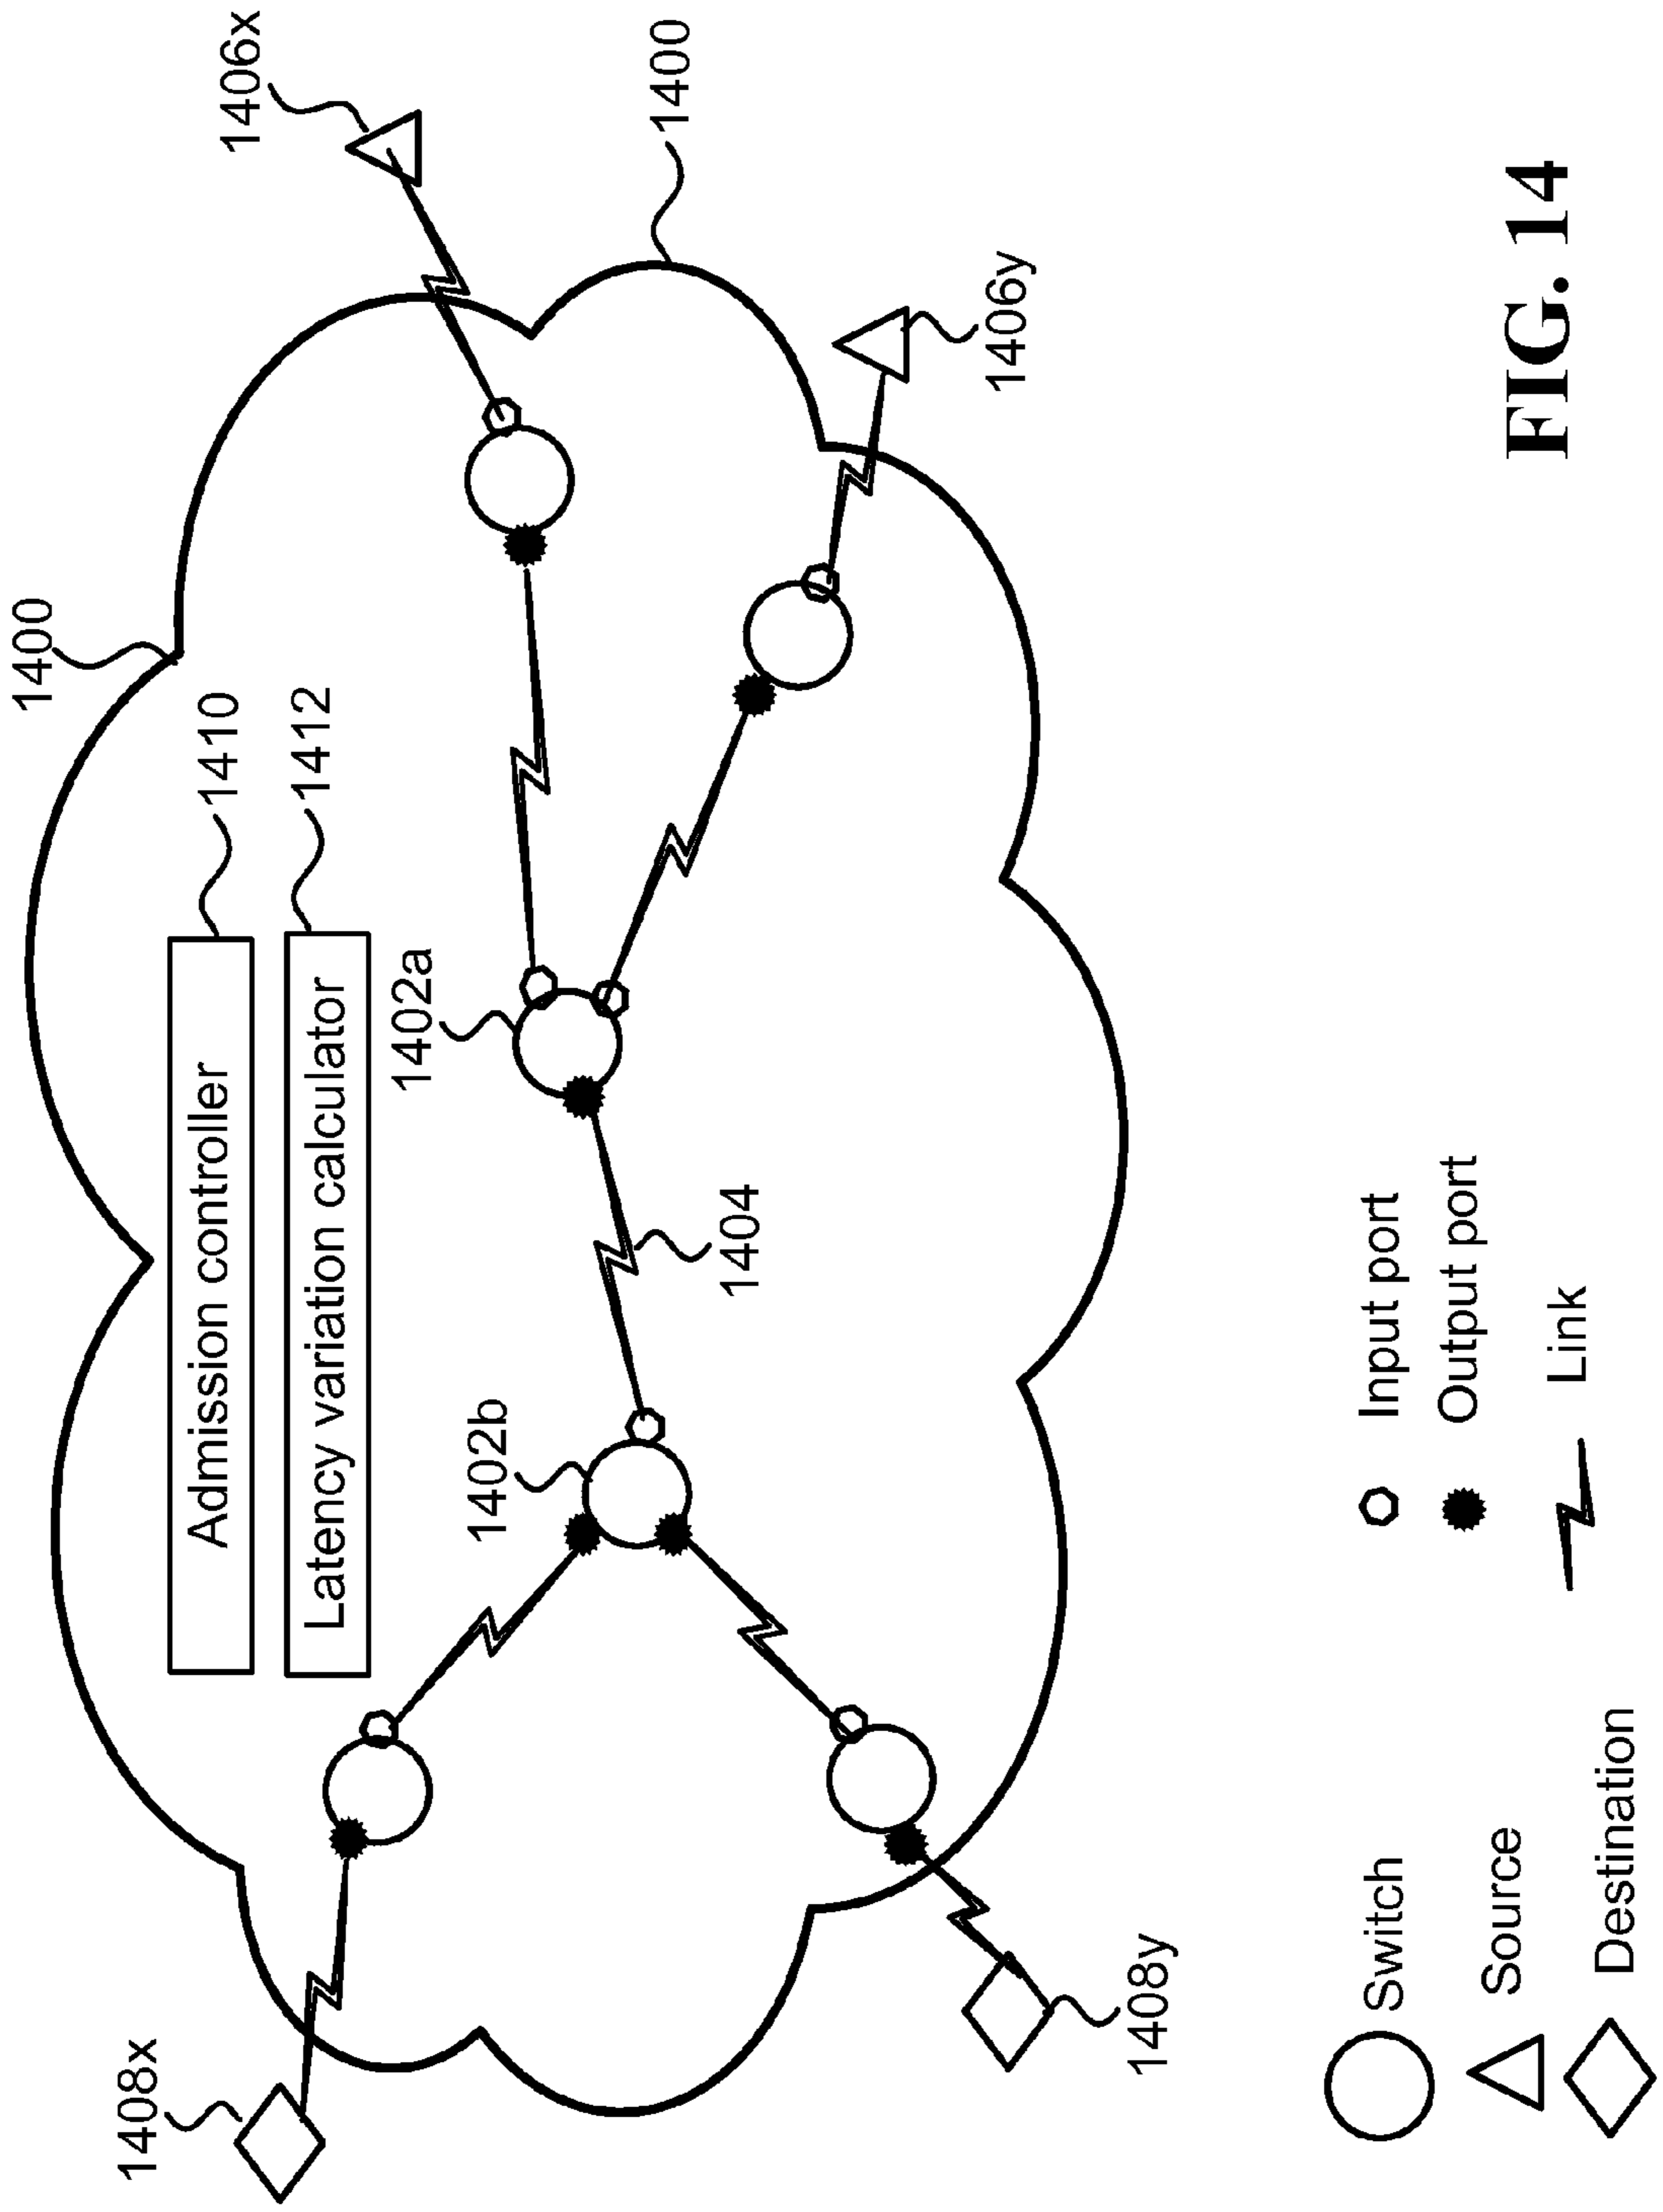 1400
Admission controller
1410
Latency variation calculator
1412
1406x
1408x
1402b
1402a
1400
1404
1406y
1408y
Switch
Input port
Source
Output port
Destination
Link
FIG. 14